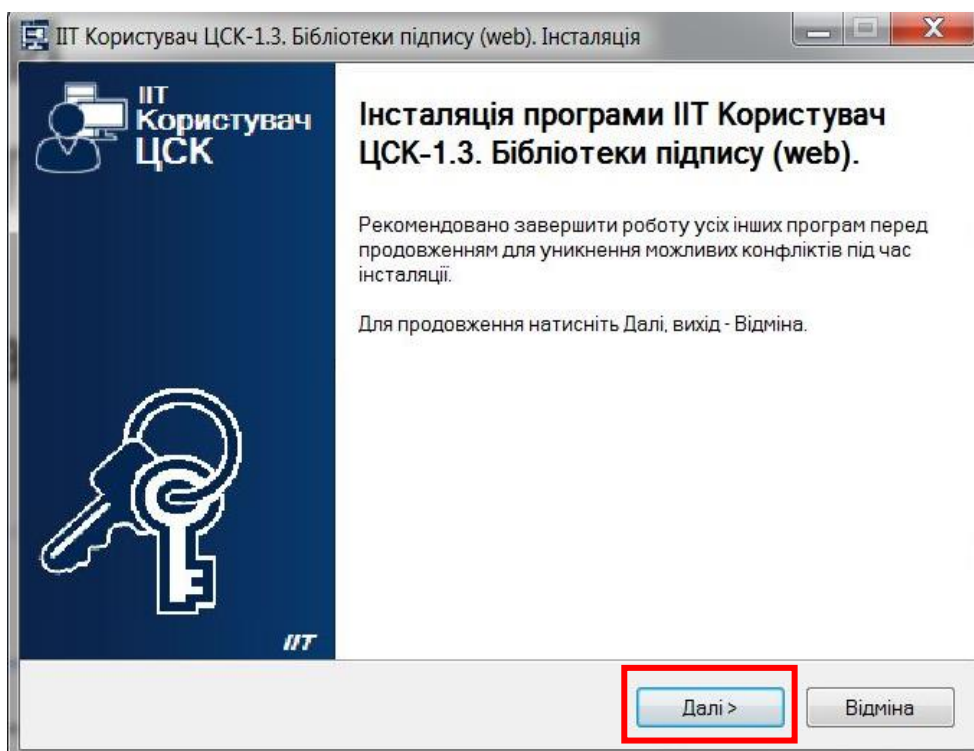 ІІТ Користувач ЦСК-1.3. Бібліотеки підпису (web). Інсталяція
X
ІІТ
Користувач
ЦСК
Інсталяція програми ІІТ Користувач
ЦСК-1.3. Бібліотеки підпису (web).
Рекомендовано завершити роботу усіх інших програм перед
продовженням для уникнення можливих конфліктів під час
інсталяції.
Для продовження натисніть Далі, вихід - Відміна.
ІІТ
Далі >
Відміна